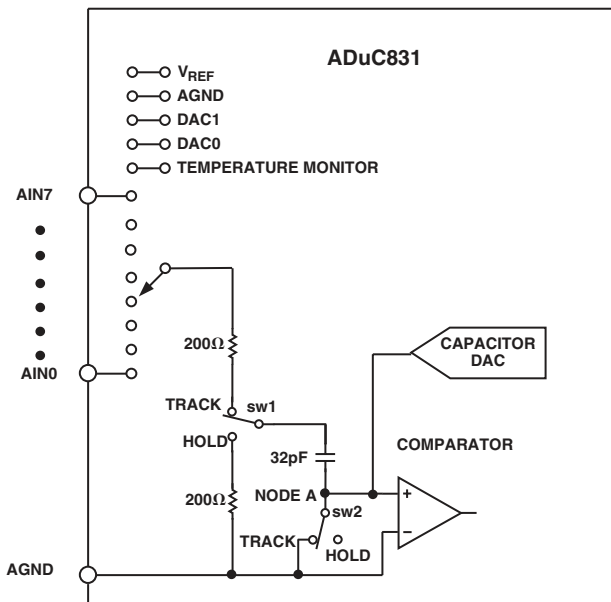 ADuC831
VREF
AGND
DAC1
DAC0
TEMPERATURE MONITOR
AIN7
AIN0
200Ω
CAPACITOR
DAC
TRACK
sw1
HOLD
COMPARATOR
32pF
200Ω
NODE A
+
sw2
−
TRACK
HOLD
AGND